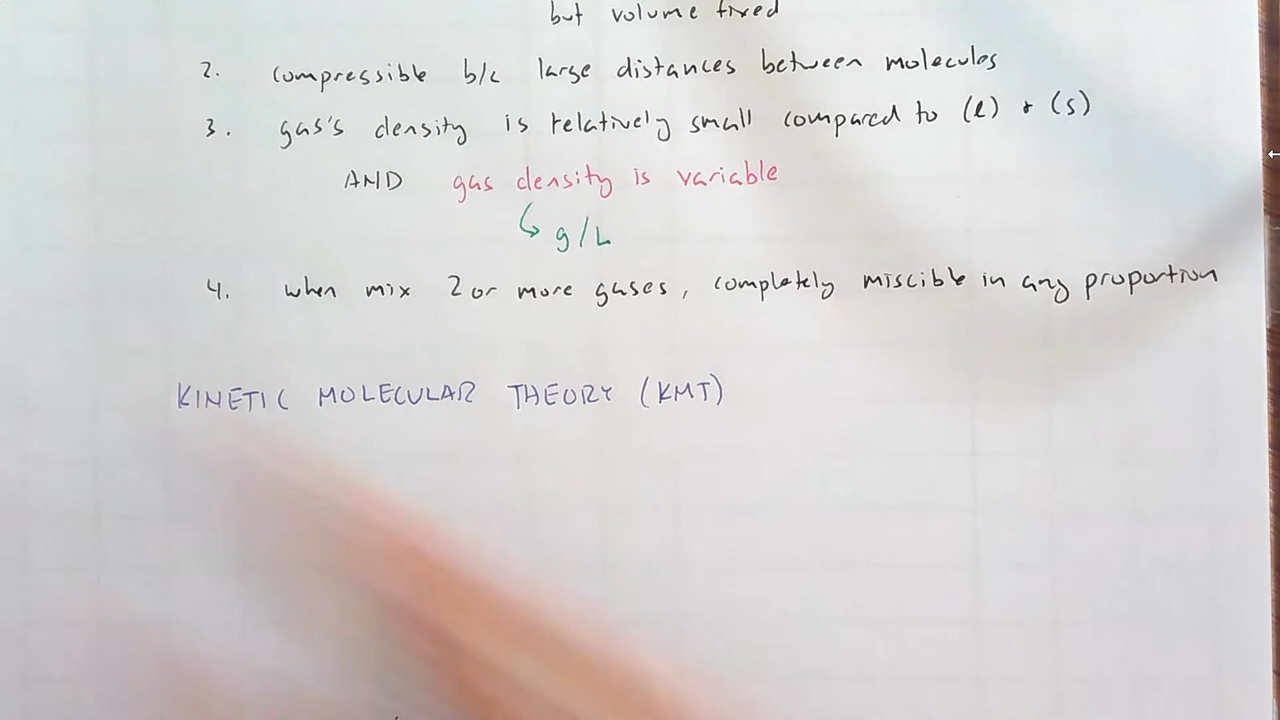 but volume fixed
2. compressible b/c large distances between molecules
3. gas's density is relatively small compared to (l) + (s)
AND gas density is variable
↳ g/L
4. when mix 2 or more gases, completely miscible in any proportion
KINETIC MOLECULAR THEORY (KMT)